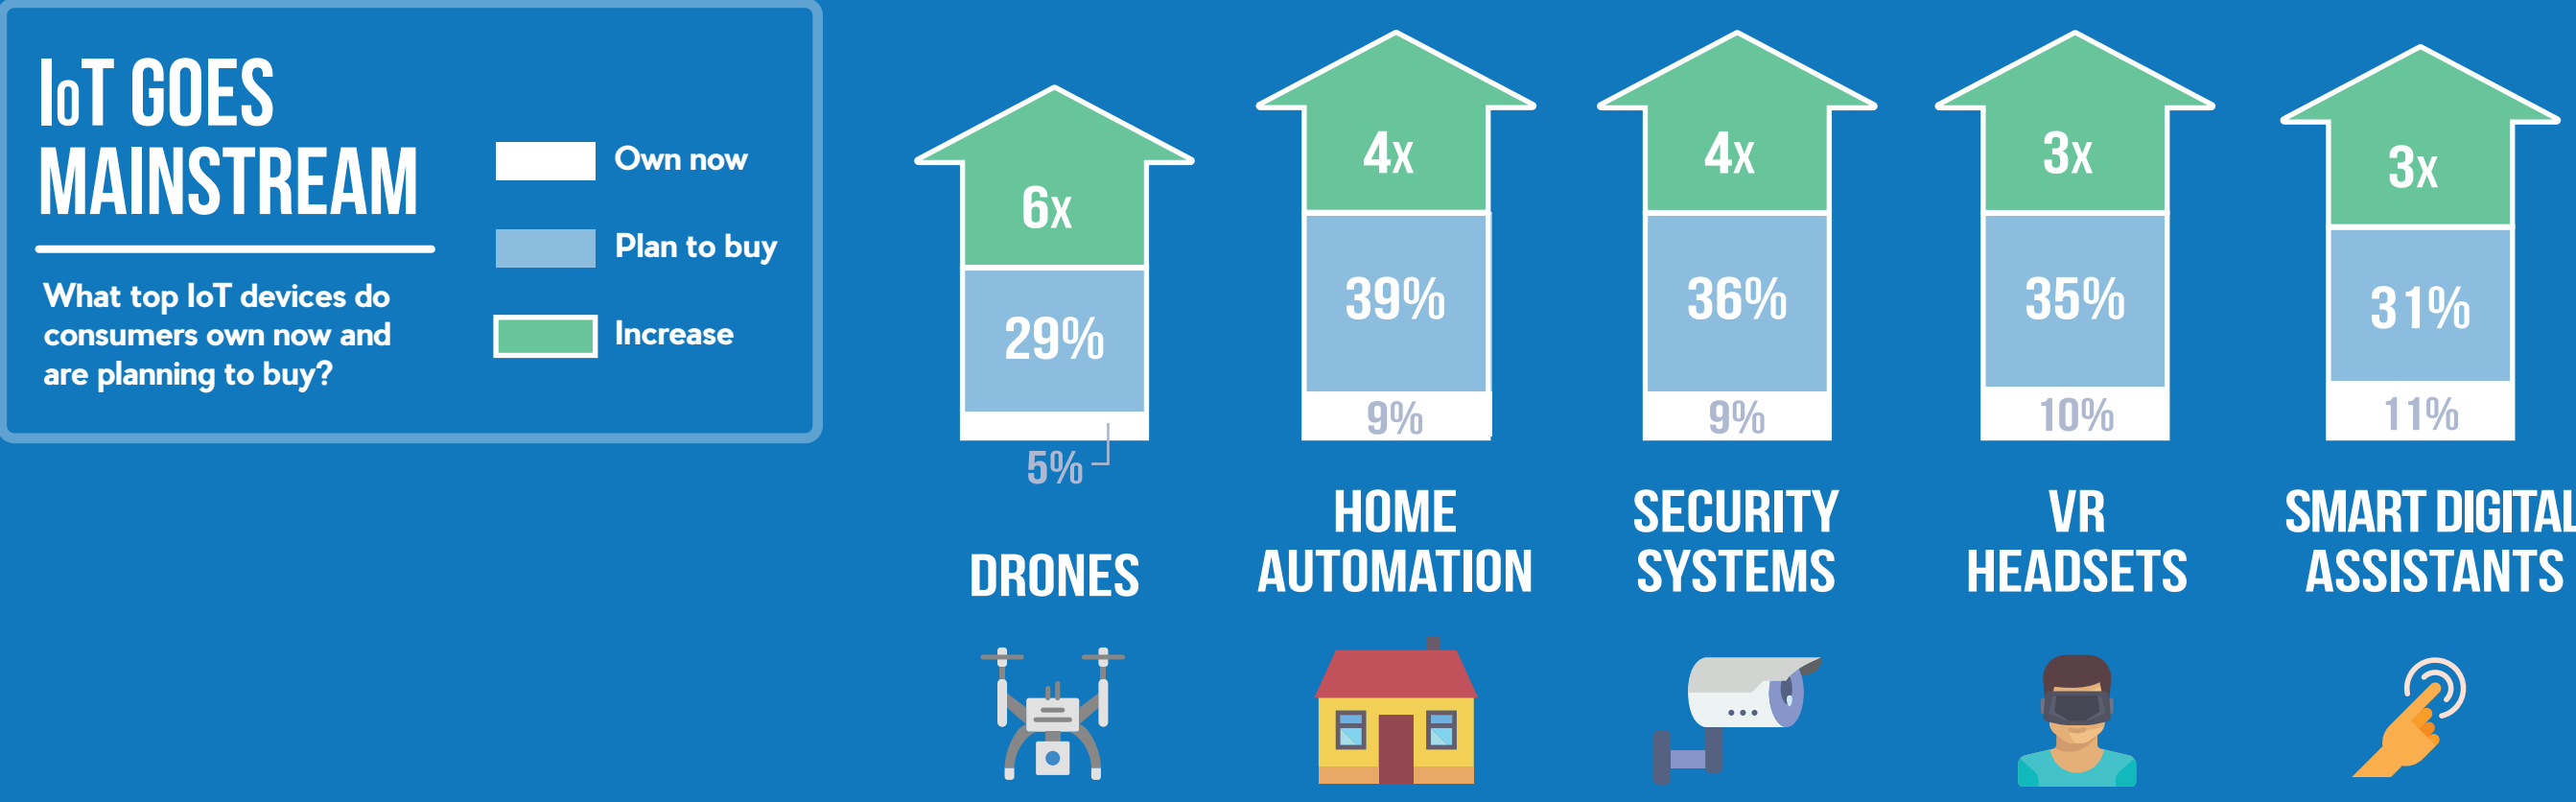 IoT GOES
MAINSTREAM
What top IoT devices do
consumers own now and
are planning to buy?
Own now
Plan to buy
Increase
6x
29%
5%
DRONES
4x
39%
9%
HOME
AUTOMATION
4x
36%
9%
SECURITY
SYSTEMS
3x
35%
10%
VR
HEADSETS
3x
31%
11%
SMART DIGITAL
ASSISTANTS